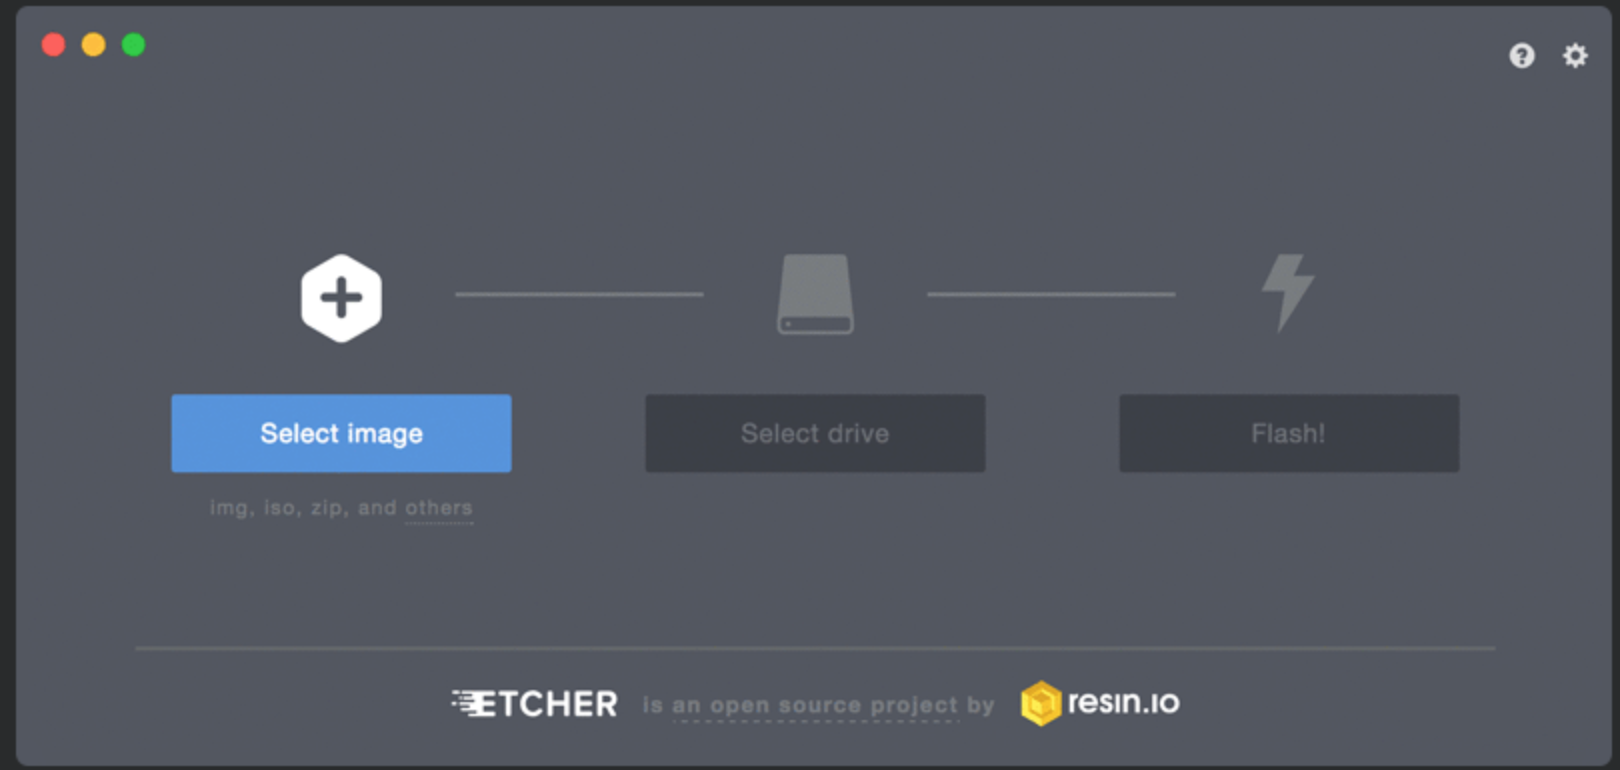 Select image
Select drive
Flash!
img, iso, zip, and others
ETCHER is an open source project by resin.io